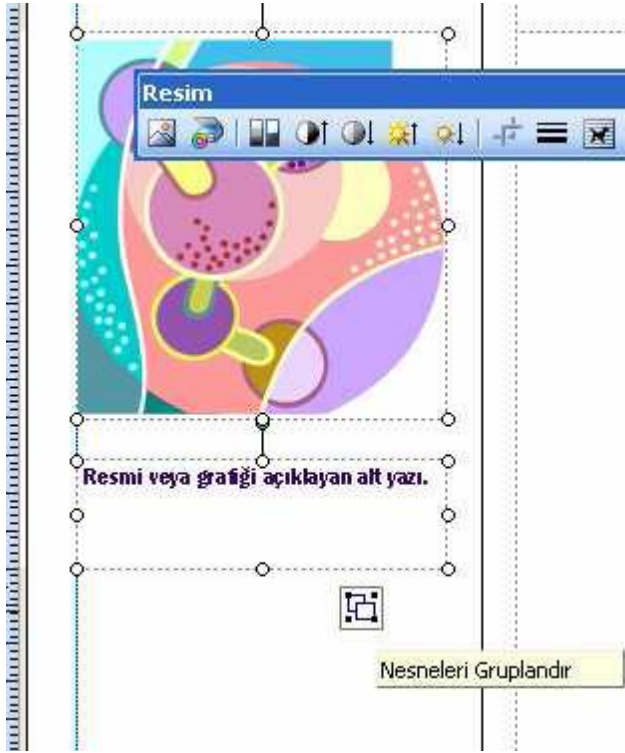 Resim
Resmi veya grafiği açıklayan alt yazı.
Nesneleri Gruplandır